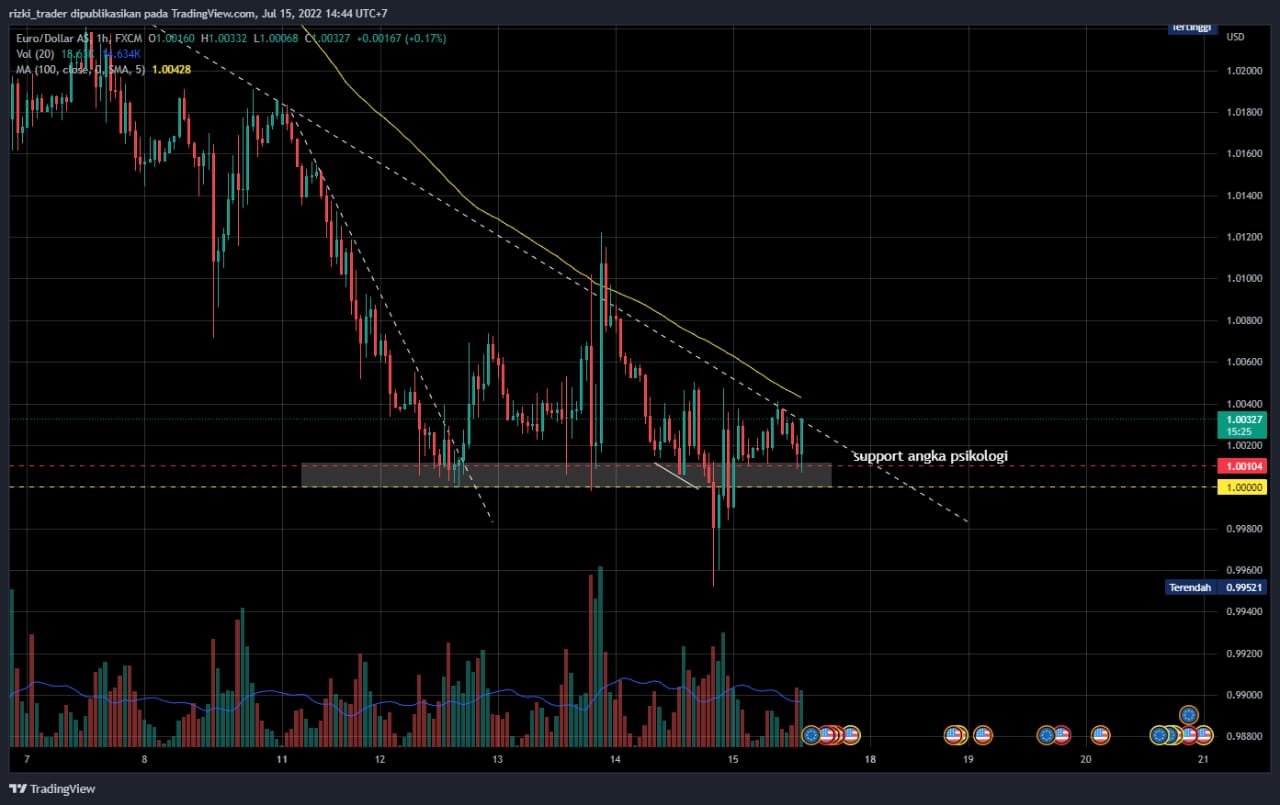 rizki_trader dipublikasikan pada TradingView.com, Jul 15, 2022 14:44 UTC+7
Euro/Dollar AS, 1h, FXCM O1.00160 H1.00332 L1.00068 C1.00327 +0.00167 (+0.17%)
Vol (20)
MA (100, close, 0, SMA, 5) 1.00428
Tertinggi
USD
1.02000
1.01800
1.01600
1.01400
1.01200
1.01000
1.00800
1.00600
1.00400
1.00327
15:25
1.00200
support angka psikologi
1.00104
1.00000
0.99800
0.99600
Terendah 0.99521
0.99400
0.99200
0.99000
0.98800
7 8 11 12 13 14 15 18 19 20 21
TradingView